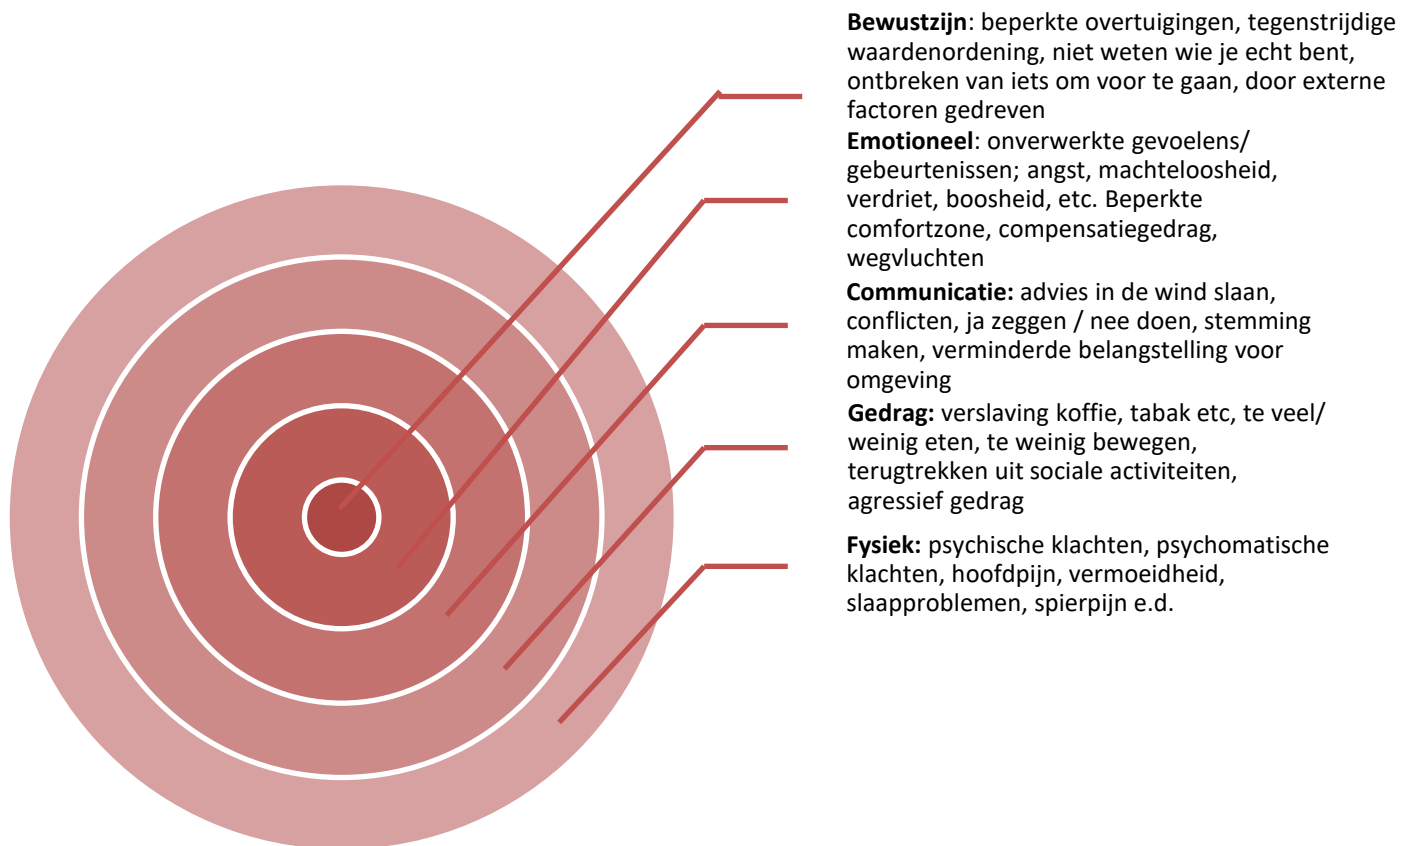 Bewustzijn: beperkte overtuigingen, tegenstrijdige
waardenordening, niet weten wie je echt bent,
ontbreken van iets om voor te gaan, door externe
factoren gedreven
Emotioneel: onverwerkte gevoelens/
gebeurtenissen; angst, machteloosheid,
verdriet, boosheid, etc. Beperkte
comfortzone, compensatiegedrag,
wegvluchten
Communicatie: advies in de wind slaan,
conflicten, ja zeggen / nee doen, stemming
maken, verminderde belangstelling voor
omgeving
Gedrag: verslaving koffie, tabak etc, te veel/
weinig eten, te weinig bewegen,
terugtrekken uit sociale activiteiten,
agressief gedrag
Fysiek: psychische klachten, psychomatische
klachten, hoofdpijn, vermoeidheid,
slaapproblemen, spierpijn e.d.